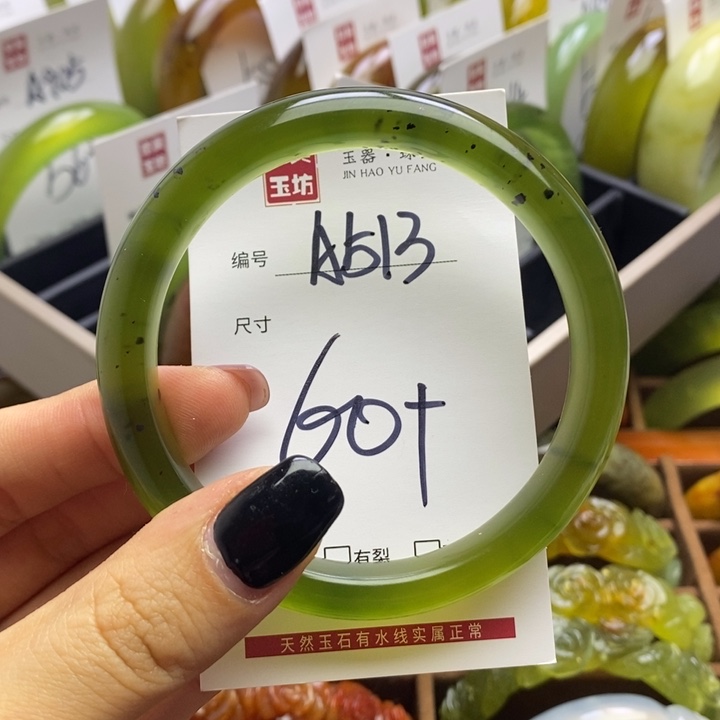 玉坊
玉器·
JIN HAO YU FANG
编号 A513
尺寸
60+
有裂
天然玉石有水线实属正常